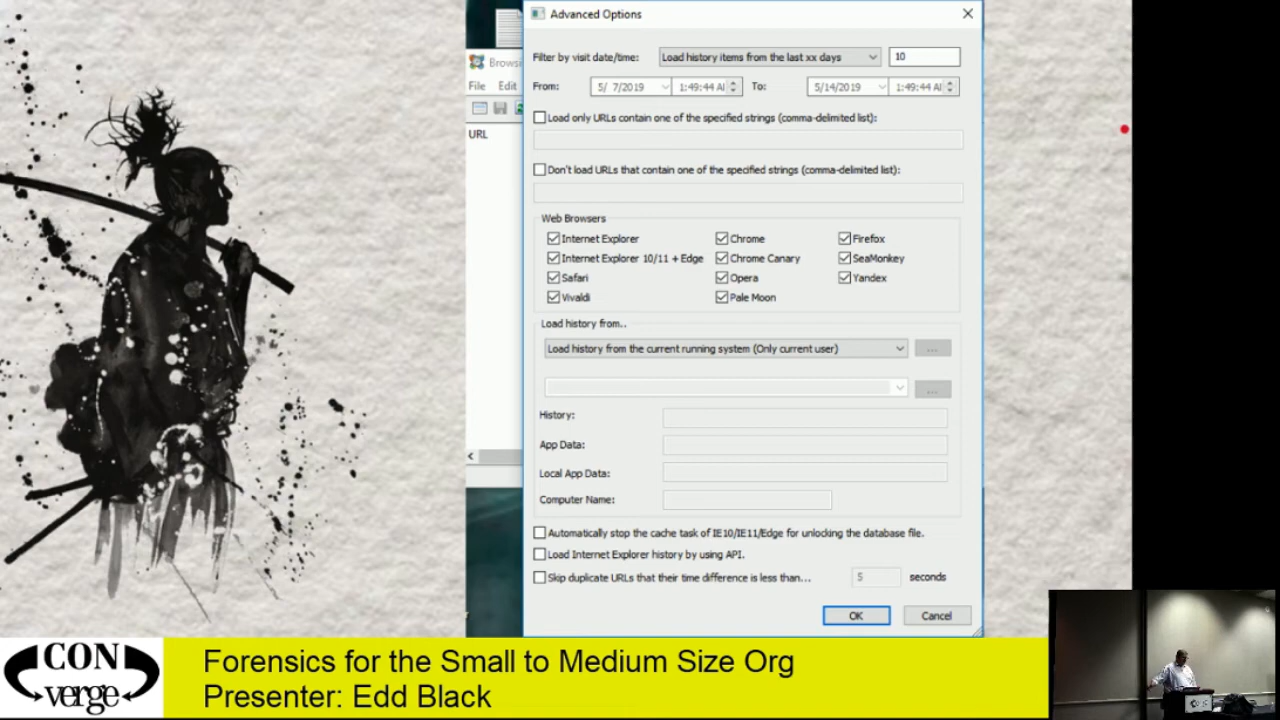 Advanced Options
Filter by visit date/time: Load history items from the last xx days 10
From: 5/ 7/2019 1:49:44 AI To: 5/14/2019 1:49:44 AI
Load only URLs contain one of the specified strings (comma-delimited list):
Don't load URLs that contain one of the specified strings (comma-delimited list):
Web Browsers
Internet Explorer Chrome Firefox
Internet Explorer 10/11 + Edge Chrome Canary SeaMonkey
Safari Opera Yandex
Vivaldi Pale Moon
Load history from..
Load history from the current running system (Only current user) ...
...
History:
App Data:
Local App Data:
Computer Name:
Automatically stop the cache task of IE10/IE11/Edge for unlocking the database file.
Load Internet Explorer history by using API.
Skip duplicate URLs that their time difference is less than... 5 seconds
OK Cancel
Browsi
File Edit
URL
CON
verge
Forensics for the Small to Medium Size Org
Presenter: Edd Black